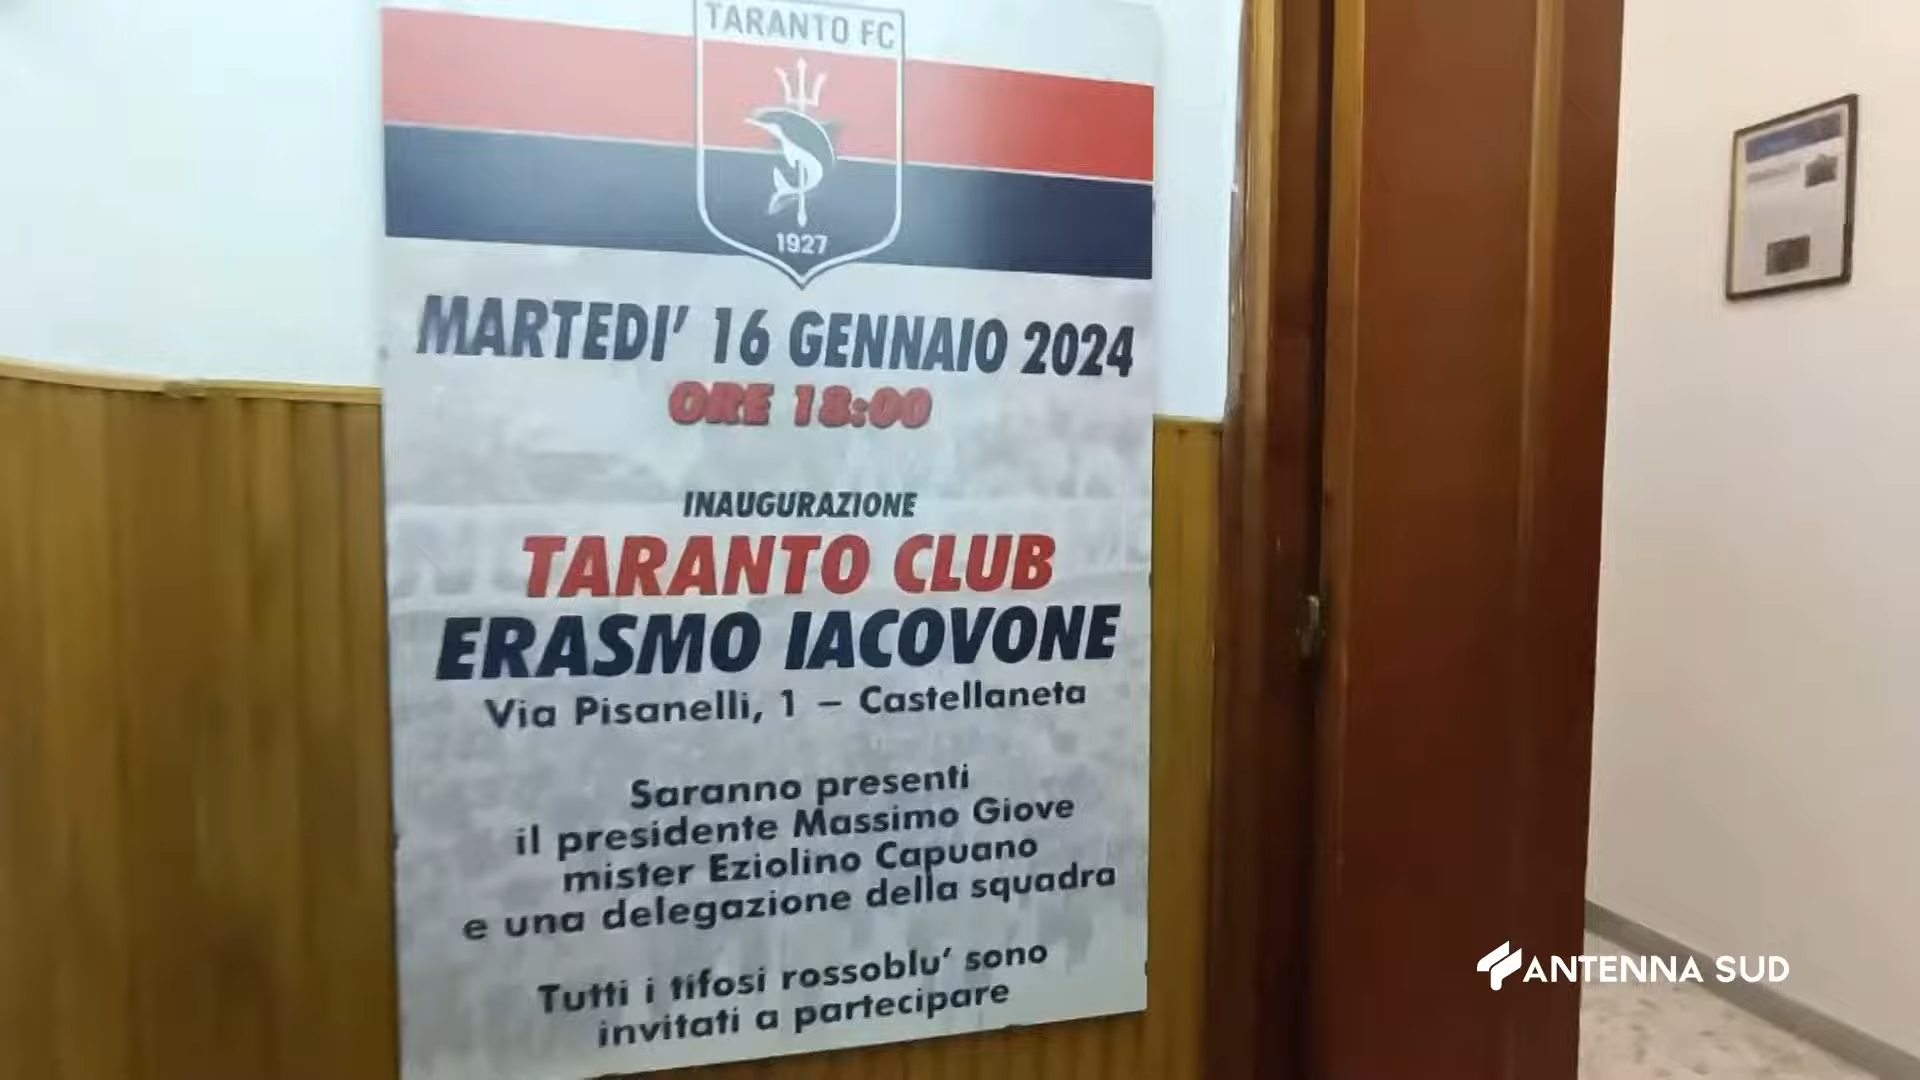 TARANTO FC
1927
MARTEDI' 16 GENNAIO 2024
ORE 18:00
INAUGURAZIONE
TARANTO CLUB
ERASMO IACOVONE
Via Pisanelli, 1 – Castellaneta
Saranno presenti
il presidente Massimo Giove
mister Eziolino Capuano
e una delegazione della squadra
Tutti i tifosi rossoblu' sono
invitati a partecipare
ANTENNA SUD